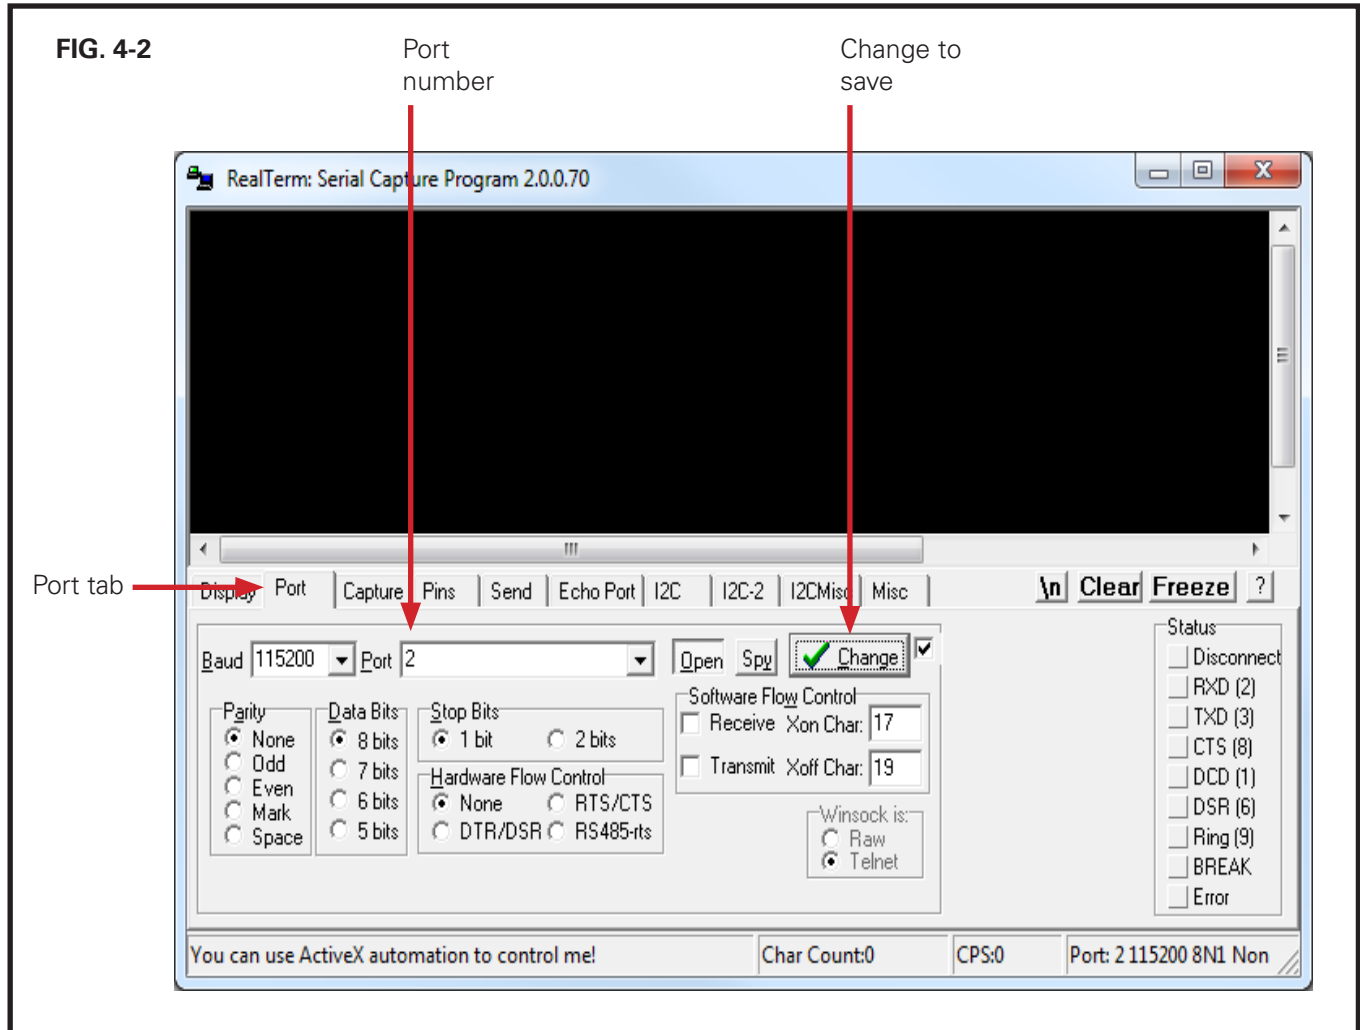 FIG. 4-2
Port
number
Change to
save
RealTerm: Serial Capture Program 2.0.0.70
Port tab
Display Port Capture Pins Send Echo Port I2C I2C-2 I2CMisc Misc \n Clear Freeze ?
Baud 115200 Port 2 Open Spy Change
Parity
None
Odd
Even
Mark
Space
Data Bits
8 bits
7 bits
6 bits
5 bits
Stop Bits
1 bit 2 bits
Hardware Flow Control
None RTS/CTS
DTR/DSR RS485-rts
Software Flow Control
Receive Xon Char: 17
Transmit Xoff Char: 19
Winsock is:
Raw
Telnet
Status
Disconnect
RXD (2)
TXD (3)
CTS (8)
DCD (1)
DSR (6)
Ring (9)
BREAK
Error
You can use ActiveX automation to control me! Char Count:0 CPS:0 Port: 2 115200 8N1 Non